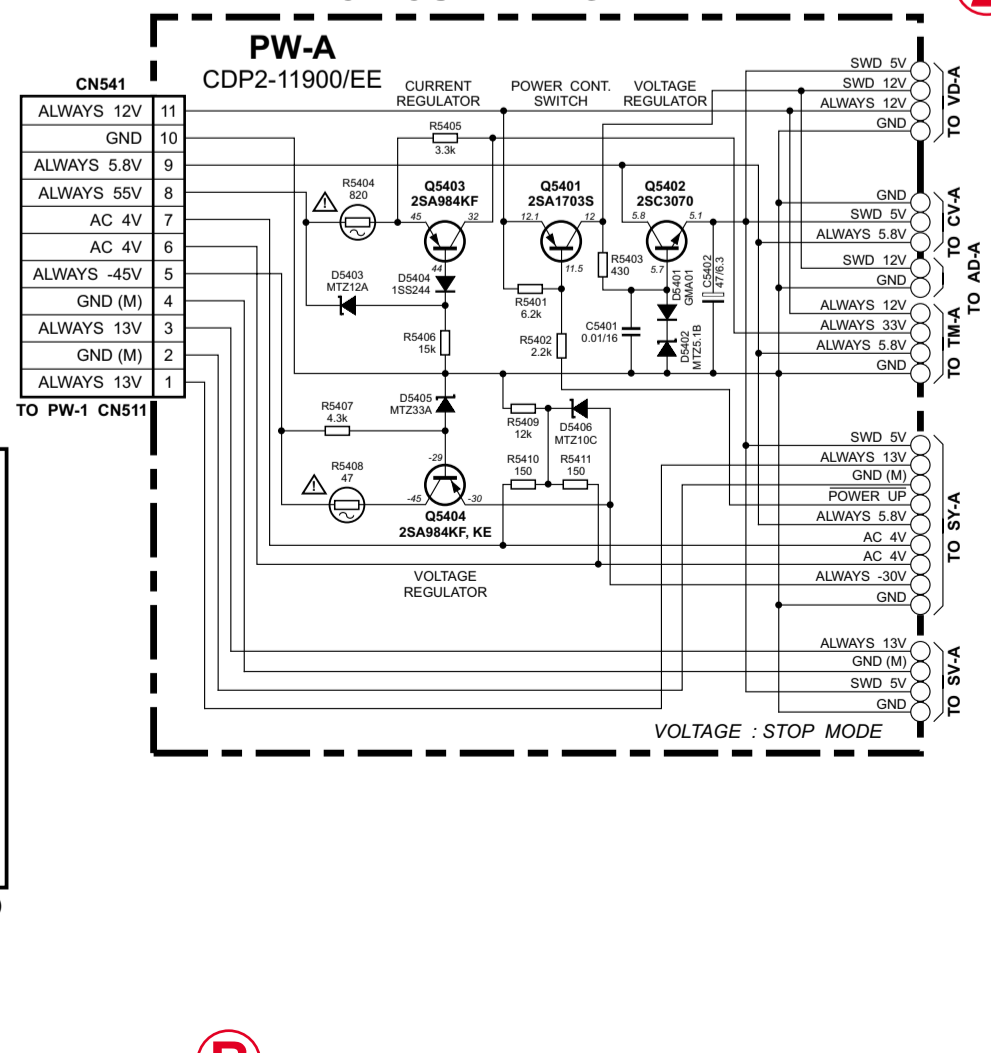 PW-A
CDP2-11900/EE
CN541
ALWAYS 12V 11
GND 10
ALWAYS 5.8V 9
ALWAYS 55V 8
AC 4V 7
AC 4V 6
ALWAYS -45V 5
GND (M) 4
ALWAYS 13V 3
GND (M) 2
ALWAYS 13V 1
TO PW-1 CN511
CURRENT
REGULATOR
POWER CONT.
SWITCH
VOLTAGE
REGULATOR
R5405
3.3k
R5404
820
Q5403
2SA984KF
45
32
44
Q5401
2SA1703S
12.1
12
11.5
Q5402
2SC3070
5.8
5.1
5.7
D5403
MTZ12A
D5404
1SS244
R5406
15k
R5401
6.2k
R5402
2.2k
R5403
430
C5401
0.01/16
D5401
GMA01
D5402
MTZ5.1B
C5402
47/6.3
R5407
4.3k
D5405
MTZ33A
R5408
47
-29
-45
-30
Q5404
2SA984KF, KE
VOLTAGE
REGULATOR
R5409
12k
D5406
MTZ10C
R5410
150
R5411
150
SWD 5V
SWD 12V
ALWAYS 12V
GND
TO VD-A
GND
SWD 5V
ALWAYS 5.8V
TO CV-A
SWD 12V
GND
TO AD-A
ALWAYS 12V
ALWAYS 33V
ALWAYS 5.8V
GND
TO TM-A
SWD 5V
ALWAYS 13V
GND (M)
POWER UP
ALWAYS 5.8V
AC 4V
AC 4V
ALWAYS -30V
GND
TO SY-A
ALWAYS 13V
GND (M)
SWD 5V
GND
TO SV-A
VOLTAGE : STOP MODE